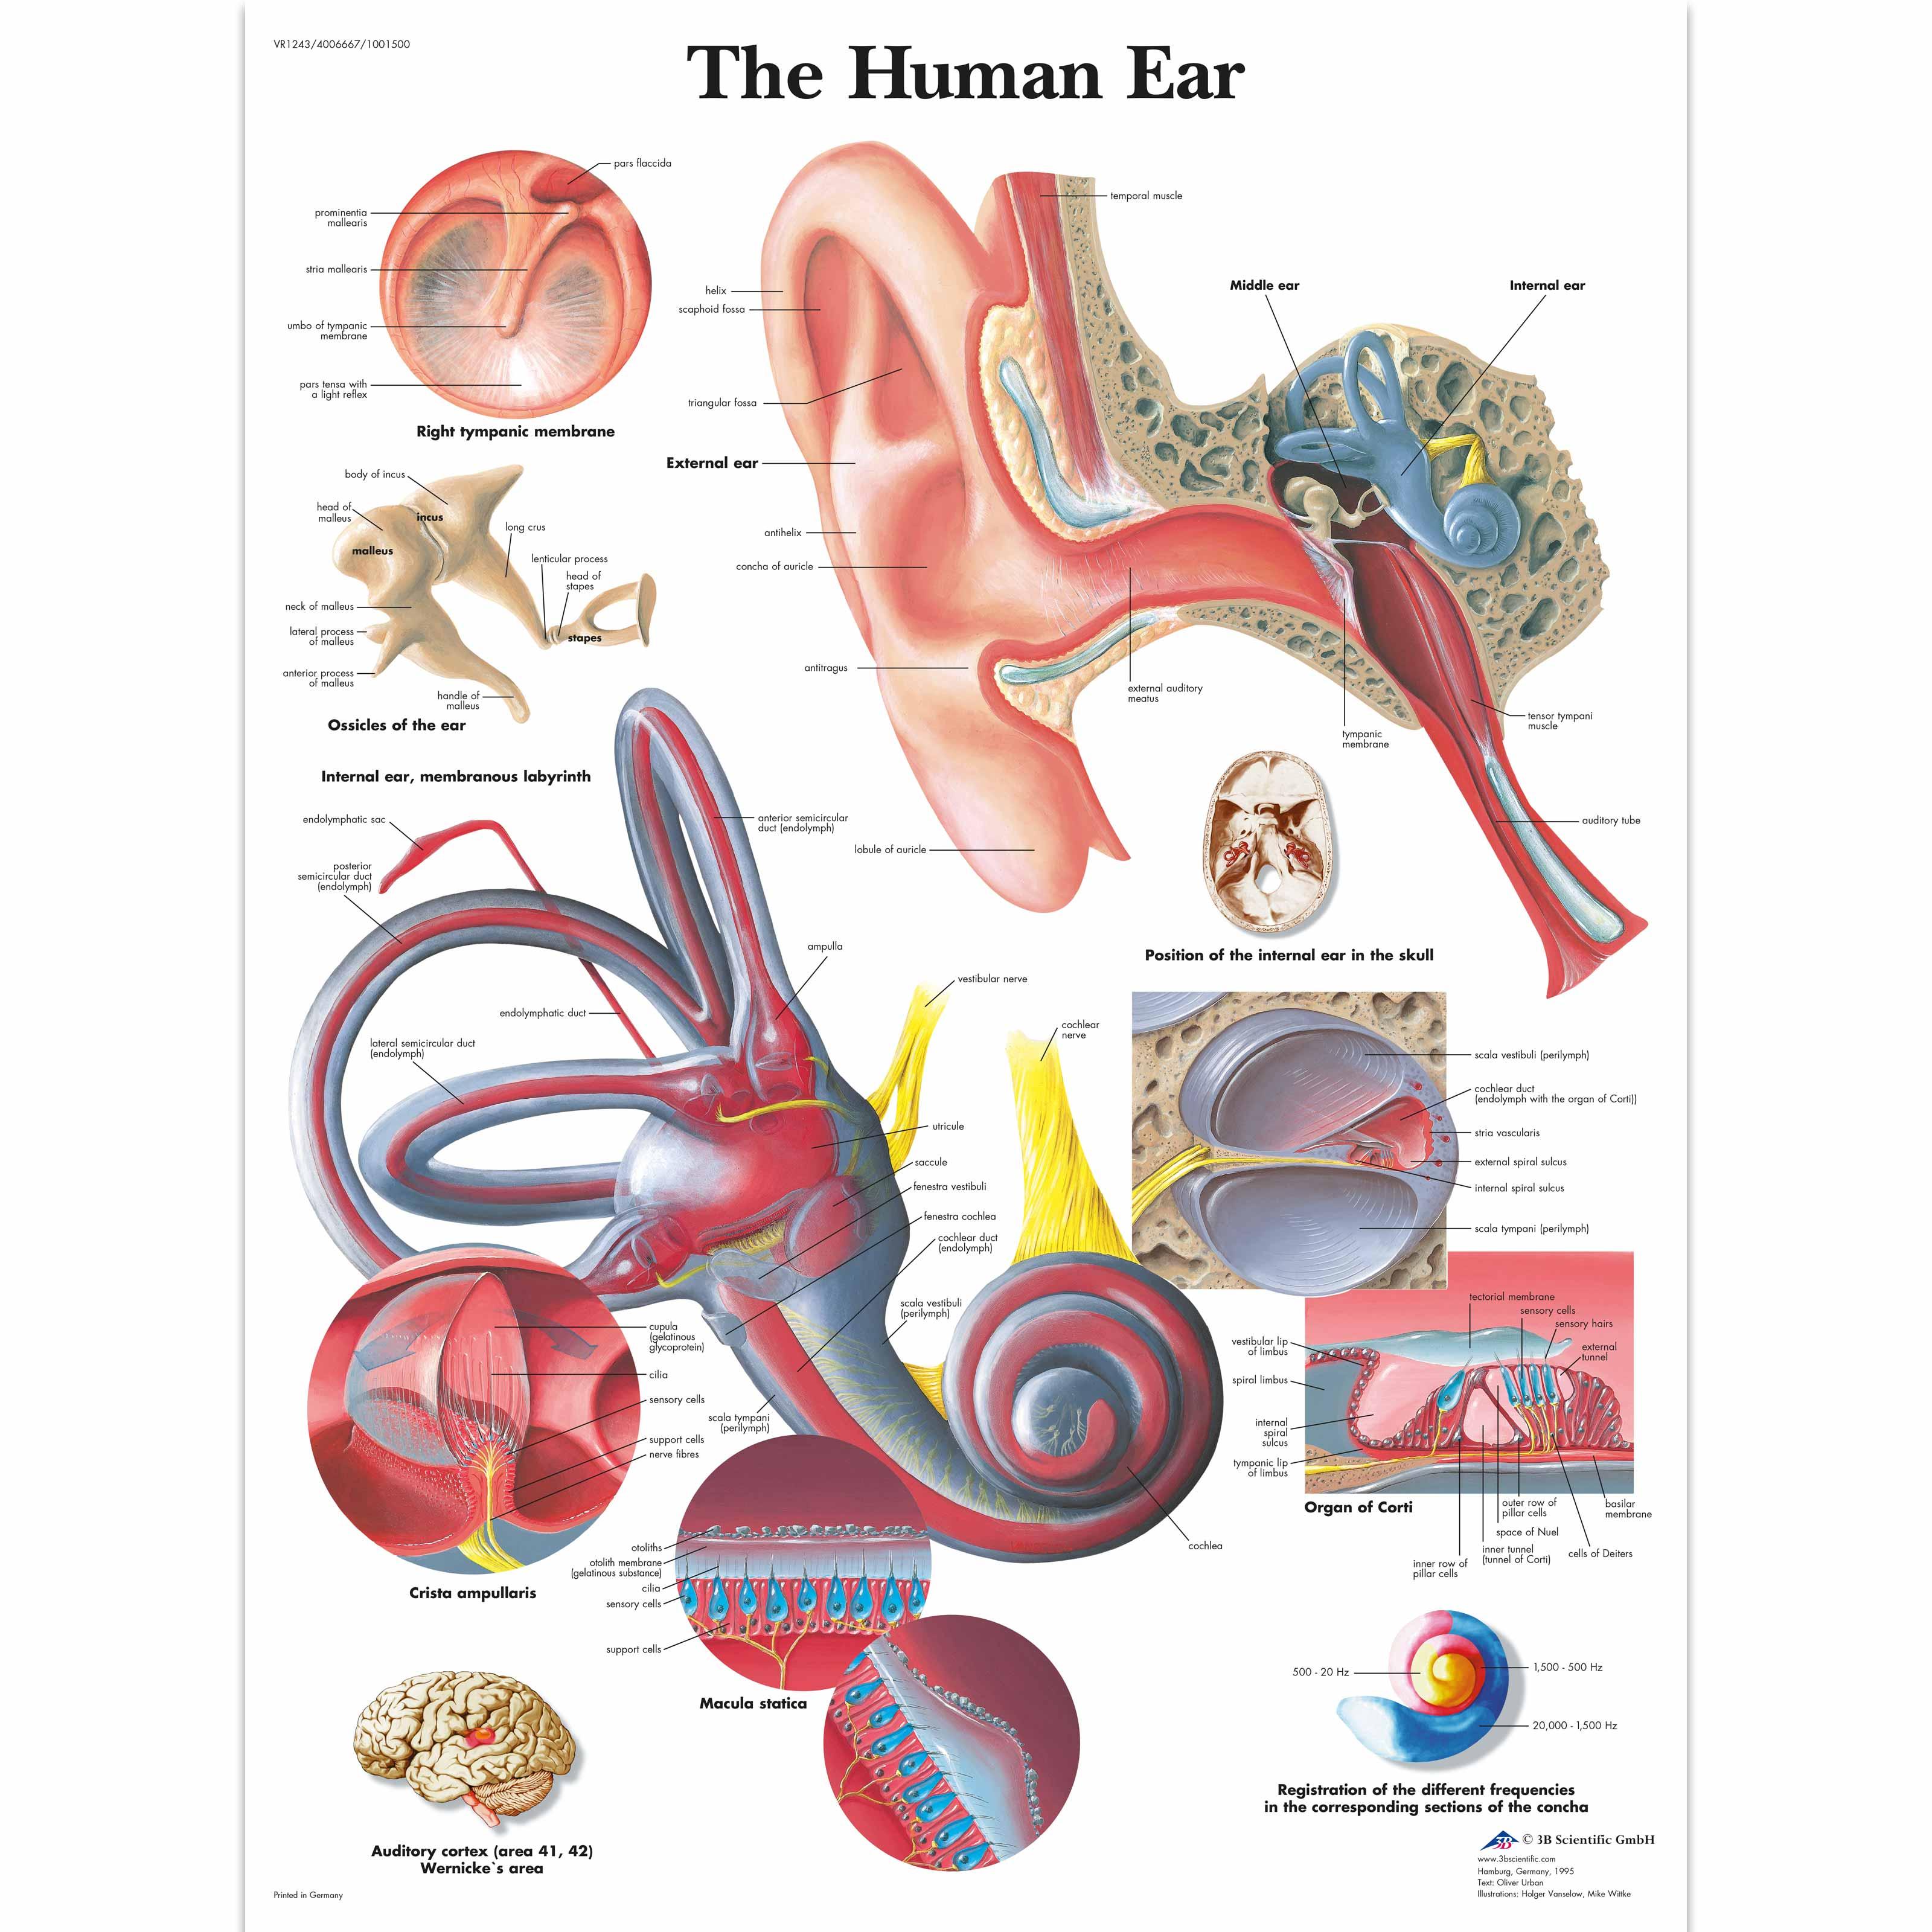 VR1243/4006667/1001500
The Human Ear
pars flaccida
prominentia
mallearis
stria mallearis
umbo of tympanic
membrane
pars tensa with
a light reflex
Right tympanic membrane
body of incus
head of
malleus
incus
malleus
long crus
lenticular process
head of
stapes
neck of malleus
lateral process
of malleus
stapes
anterior process
of malleus
handle of
malleus
Ossicles of the ear
temporal muscle
Middle ear
Internal ear
helix
scaphoid fossa
triangular fossa
External ear
antihelix
concha of auricle
antitragus
external auditory
meatus
tympanic
membrane
tensor tympani
muscle
auditory tube
lobule of auricle
Position of the internal ear in the skull
Internal ear, membranous labyrinth
endolymphatic sac
posterior
semicircular duct
(endolymph)
anterior semicircular
duct (endolymph)
ampulla
vestibular nerve
endolymphatic duct
cochlear
nerve
lateral semicircular duct
(endolymph)
utricule
saccule
fenestra vestibuli
fenestra cochlea
cochlear duct
(endolymph)
scala vestibuli
(perilymph)
scala tympani
(perilymph)
cochlea
scala vestibuli (perilymph)
cochlear duct
(endolymph with the organ of Corti))
stria vascularis
external spiral sulcus
internal spiral sulcus
scala tympani (perilymph)
cupula
(gelatinous
glycoprotein)
cilia
sensory cells
support cells
nerve fibres
Crista ampullaris
tectorial membrane
sensory cells
sensory hairs
external
tunnel
vestibular lip
of limbus
spiral limbus
internal
spiral
sulcus
tympanic lip
of limbus
Organ of Corti
outer row of
pillar cells
basilar
membrane
space of Nuel
inner tunnel
(tunnel of Corti)
cells of Deiters
inner row of
pillar cells
otoliths
otolith membrane
(gelatinous substance)
cilia
sensory cells
support cells
Macula statica
500 - 20 Hz
1,500 - 500 Hz
20,000 - 1,500 Hz
Registration of the different frequencies
in the corresponding sections of the concha
Auditory cortex (area 41, 42)
Wernicke`s area
3B © 3B Scientific GmbH
www.3bscientific.com
Hamburg, Germany, 1995
Text: Oliver Urban
Illustrations: Holger Vanselow, Mike Wittke
Printed in Germany